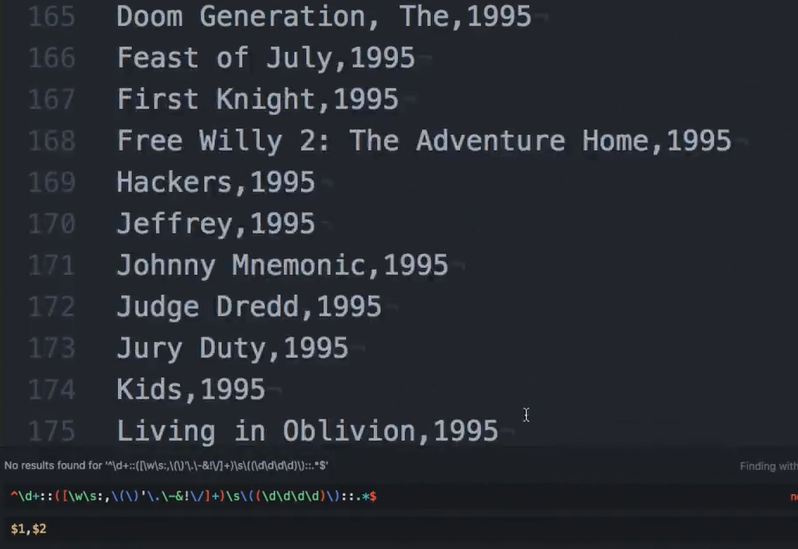 165 Doom Generation, The,1995¬
166 Feast of July,1995¬
167 First Knight,1995¬
168 Free Willy 2: The Adventure Home,1995¬
169 Hackers,1995¬
170 Jeffrey,1995¬
171 Johnny Mnemonic,1995¬
172 Judge Dredd,1995¬
173 Jury Duty,1995¬
174 Kids,1995¬
175 Living in Oblivion,1995¬
No results found for '^\d+::([\w\s:,\(\)'\.\-&!\/]+)\s\((\d\d\d\d)\)::.*$'
Finding with
^\d+::([\w\s:,\(\)'\.\-&!\/]+)\s\((\d\d\d\d)\)::.*$
$1,$2